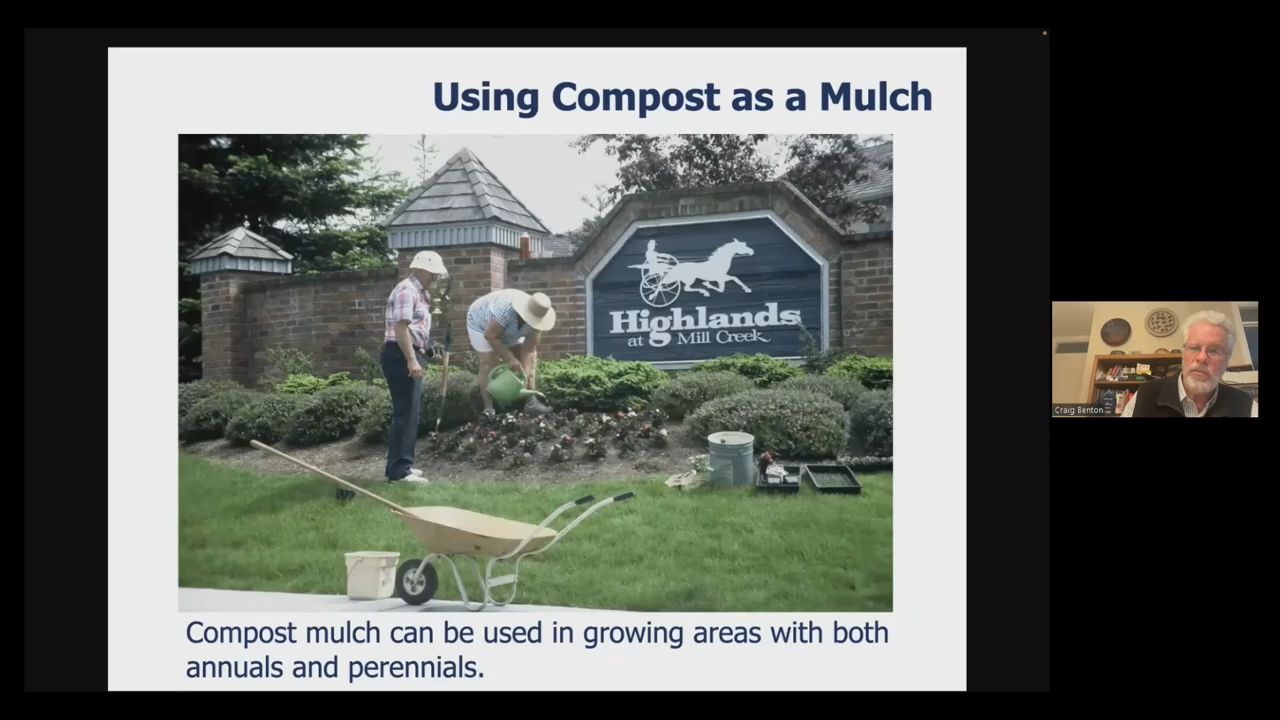 Using Compost as a Mulch
Highlands
at Mill Creek
Compost mulch can be used in growing areas with both
annuals and perennials.
Craig Benton